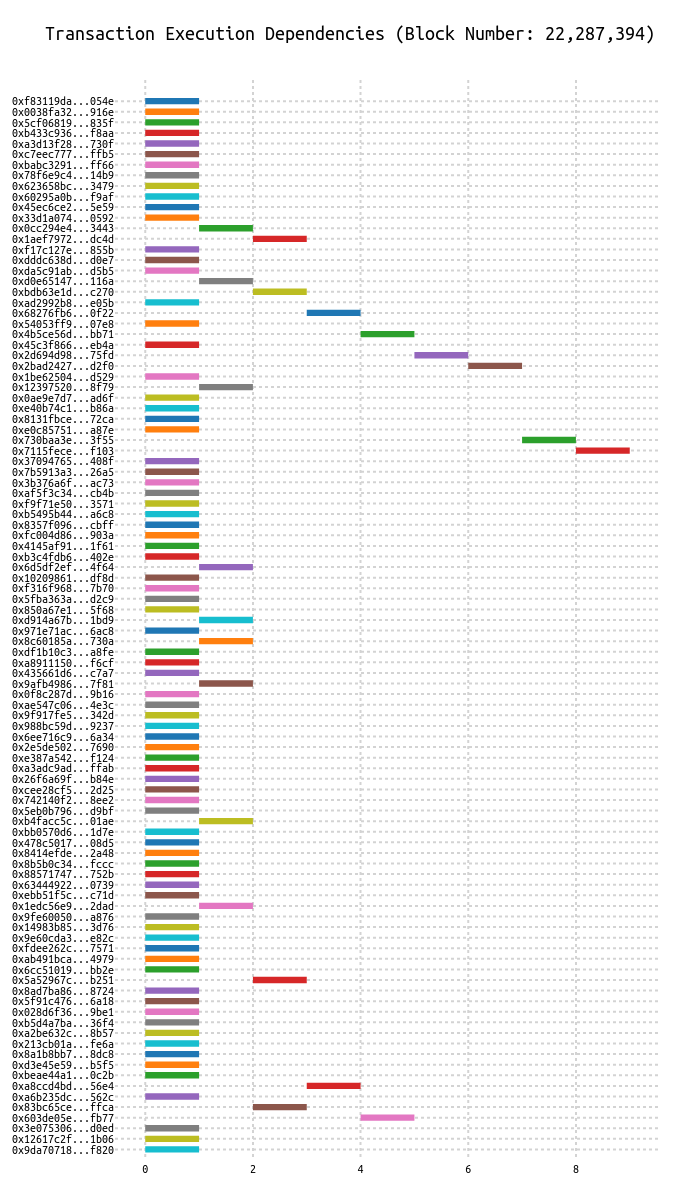 Transaction Execution Dependencies (Block Number: 22,287,394)
0xf83119da...054e
0x0038fa32...916e
0x5cf06819...835f
0xb433c936...f8aa
0xa3d13f28...730f
0xc7eec777...ffb5
0xbabc3291...ff66
0x78f6e9c4...14b9
0x623658bc...3479
0x60295a0b...f9af
0x45ec6ce2...5e59
0x33d1a074...0592
0x0cc294e4...3443
0x1aef7972...dc4d
0xf17c127e...855b
0xdddc638d...d0e7
0xda5c91ab...d5b5
0xd0e65147...116a
0xbdb63e1d...c270
0xad2992b8...e05b
0x68276fb6...0f22
0x54053ff9...07e8
0x4b5ce56d...bb71
0x45c3f866...eb4a
0x2d694d98...75fd
0x2bad2427...d2f0
0x1be62504...d529
0x12397520...8f79
0x0ae9e7d7...ad6f
0xe40b74c1...b86a
0x8131fbce...72ca
0xe0c85751...a87e
0x730baa3e...3f55
0x7115fece...f103
0x37094765...408f
0x7b5913a3...26a5
0x3b376a6f...ac73
0xaf5f3c34...cb4b
0xf9f71e50...3571
0xb5495b44...a6c8
0x8357f096...cbff
0xfc004d86...903a
0x4145af91...1f61
0xb3c4fdb6...402e
0x6d5df2ef...4f64
0x10209861...df8d
0xf316f968...7b70
0x5fba363a...d2c9
0x850a67e1...5f68
0xd914a67b...1bd9
0x971e71ac...6ac8
0x8c60185a...730a
0xdf1b10c3...a8fe
0xa8911150...f6cf
0x435661d6...c7a7
0x9afb4986...7f81
0x0f8c287d...9b16
0xae547c06...4e3c
0x9f917fe5...342d
0x988bc59d...9237
0x6ee716c9...6a34
0x2e5de502...7690
0xe387a542...f124
0xa3adc9ad...ffab
0x26f6a69f...b84e
0xcee28cf5...2d25
0x742140f2...8ee2
0x5eb0b796...d9bf
0xb4facc5c...01ae
0xbb0570d6...1d7e
0x478c5017...08d5
0x8414efde...2a48
0x8b5b0c34...fccc
0x88571747...752b
0x63444922...0739
0xebb51f5c...c71d
0x1edc56e9...2dad
0x9fe60050...a876
0x14983b85...3d76
0x9e60cda3...e82c
0xfdee262c...7571
0xab491bca...4979
0x6cc51019...bb2e
0x5a52967c...b251
0x8ad7ba86...8724
0x5f91c476...6a18
0x028d6f36...9be1
0xb5d4a7ba...36f4
0xa2be632c...8b57
0x213cb01a...fe6a
0x8a1b8bb7...8dc8
0xd3e45e59...b5f5
0xbeae44a1...0c2b
0xa8ccd4bd...56e4
0xa6b235dc...562c
0x83bc65ce...ffca
0x603de05e...fb77
0x3e075306...d0ed
0x12617c2f...1b06
0x9da70718...f820
0 2 4 6 8